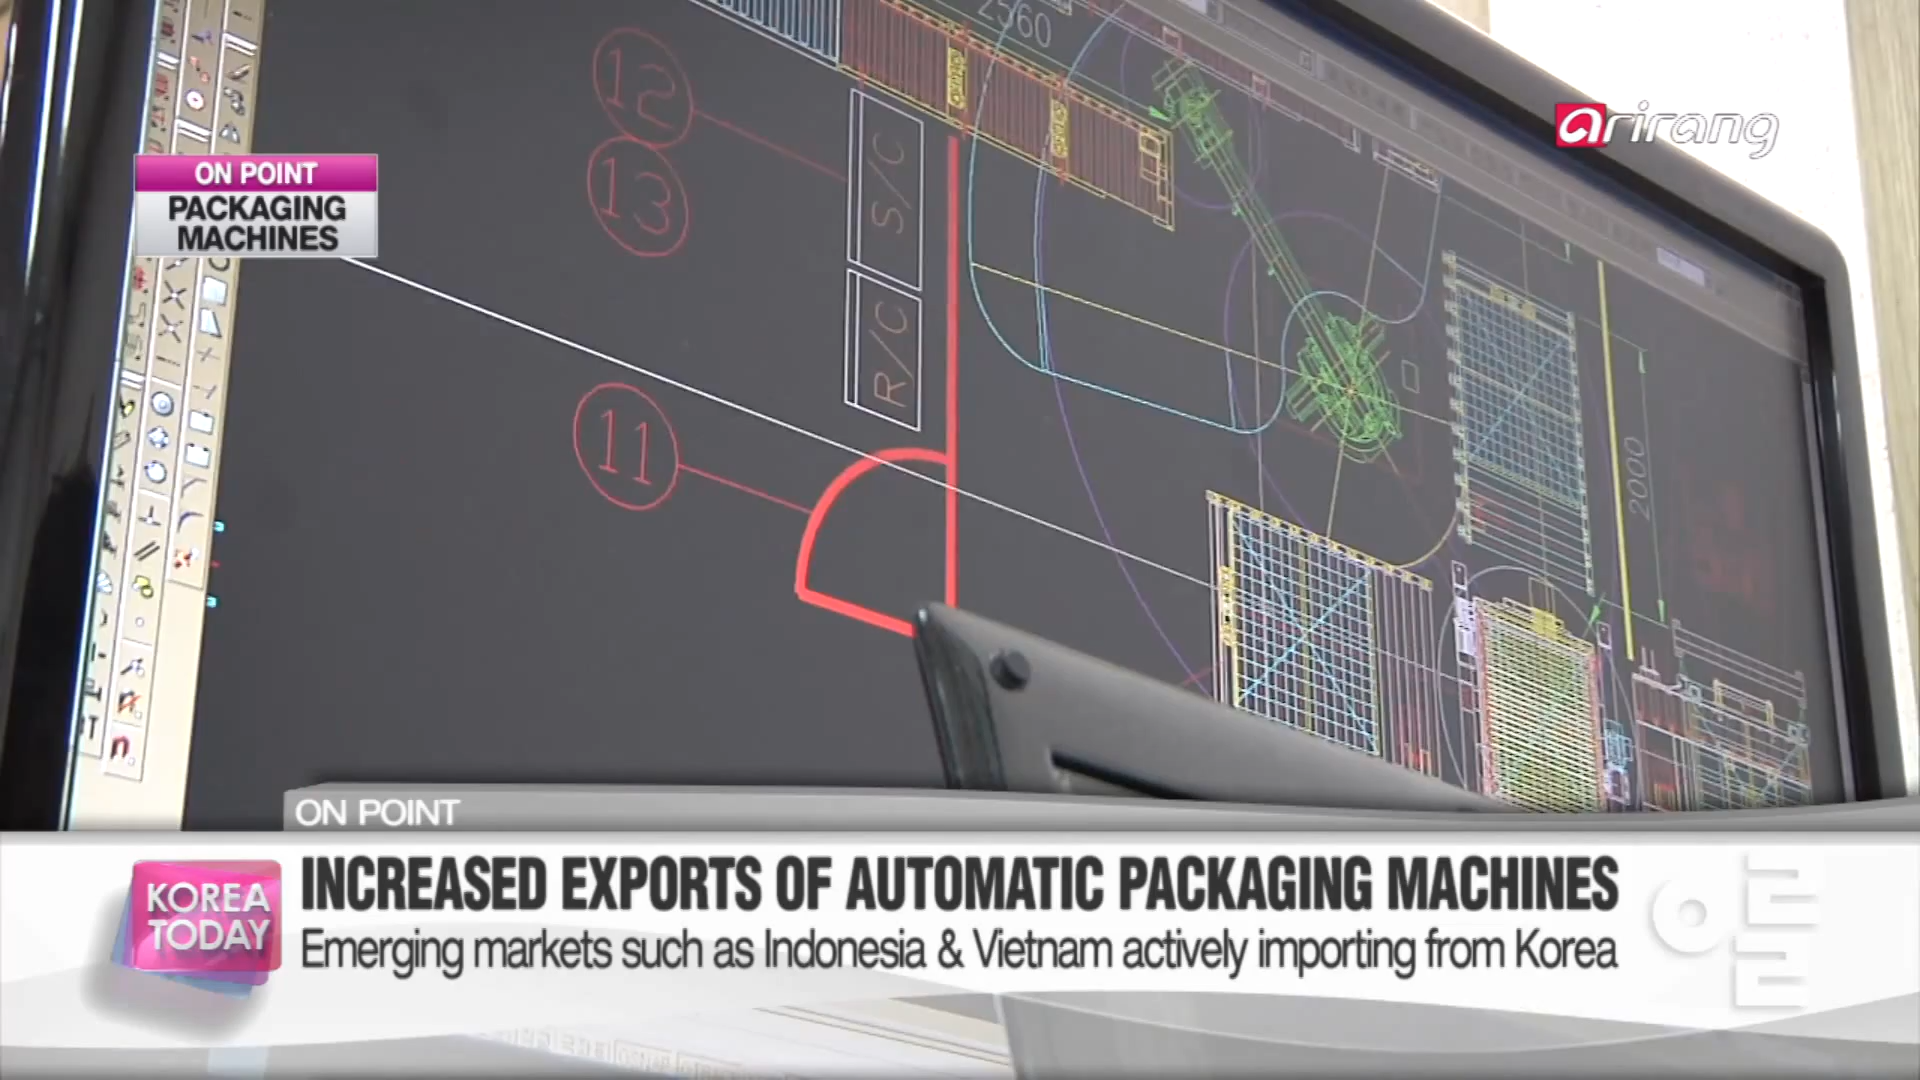 2560
12
arirang
13
S/C
ON POINT
PACKAGING
MACHINES
R/C
11
2000
ON POINT
KOREA
TODAY
INCREASED EXPORTS OF AUTOMATIC PACKAGING MACHINES
Emerging markets such as Indonesia & Vietnam actively importing from Korea